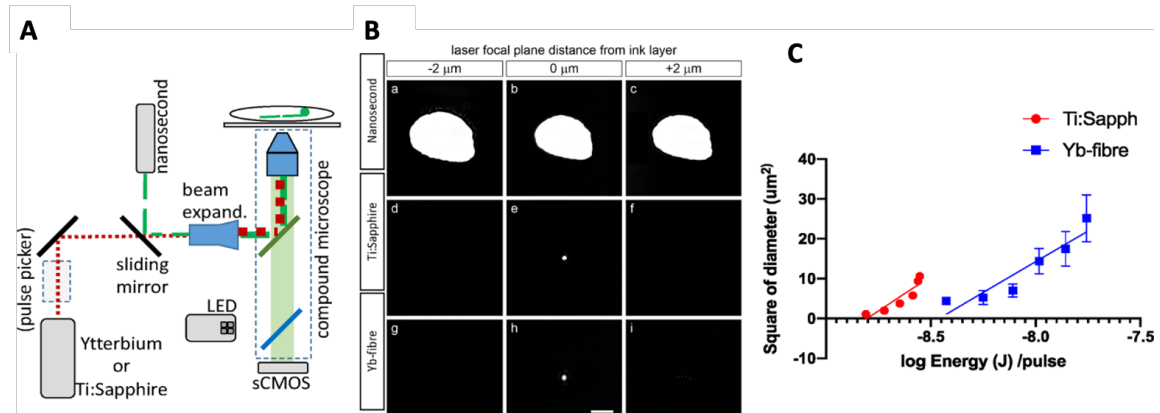 A
nanosecond
beam
expand.
compound microscope
(pulse picker)
sliding
mirror
LED
Ytterbium
or
Ti:Sapphire
sCMOS
B
laser focal plane distance from ink layer
-2 μm
0 μm
+2 μm
Nanosecond
a
b
c
Ti:Sapphire
d
e
f
Yb-fibre
g
h
i
C
Ti:Sapph
Yb-fibre
Square of diameter (um²)
40
30
20
10
0
-10
-8.5
-8.0
-7.5
log Energy (J) /pulse